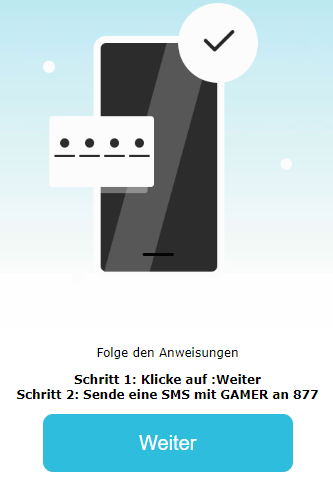 Folge den Anweisungen
Schritt 1: Klicke auf :Weiter
Schritt 2: Sende eine SMS mit GAMER an 877
Weiter